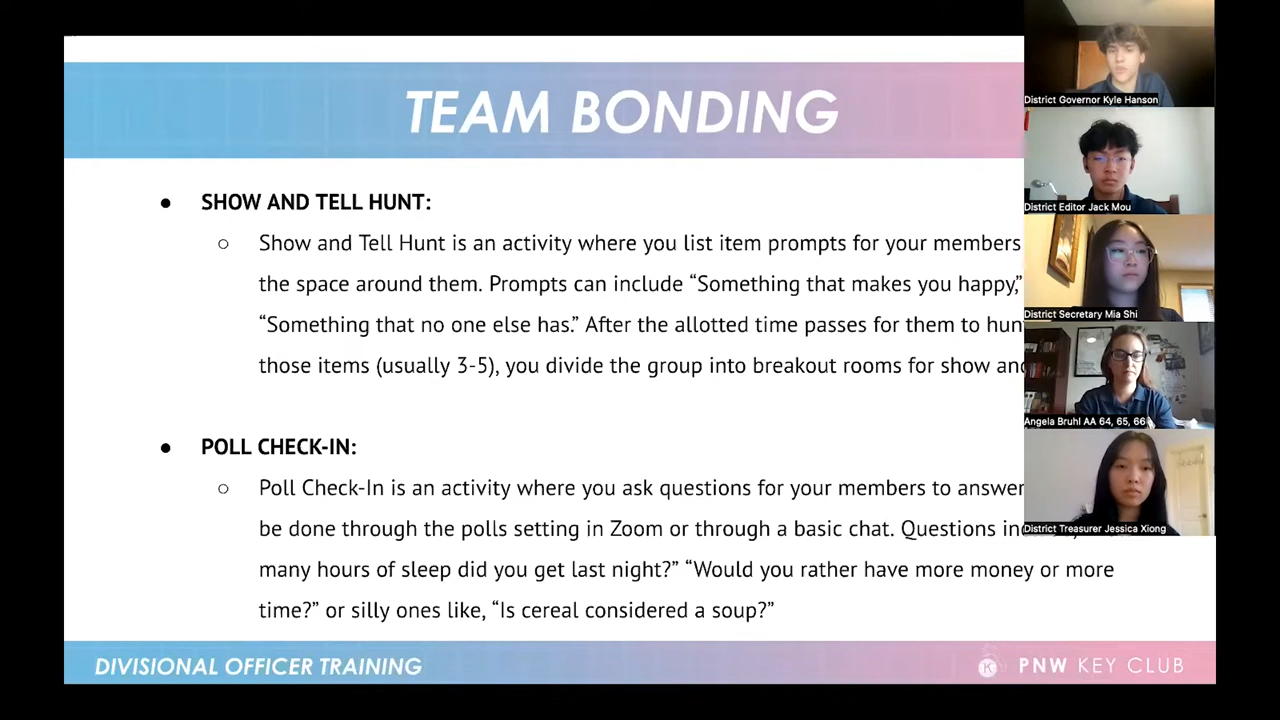 TEAM BONDING
● SHOW AND TELL HUNT:
○ Show and Tell Hunt is an activity where you list item prompts for your members
the space around them. Prompts can include “Something that makes you happy,”
“Something that no one else has.” After the allotted time passes for them to hun
those items (usually 3-5), you divide the group into breakout rooms for show and
● POLL CHECK-IN:
○ Poll Check-In is an activity where you ask questions for your members to answer
be done through the polls setting in Zoom or through a basic chat. Questions in
many hours of sleep did you get last night?” “Would you rather have more money or more
time?” or silly ones like, “Is cereal considered a soup?”
DIVISIONAL OFFICER TRAINING
K PNW KEY CLUB
District Governor Kyle Hanson
District Editor Jack Mou
District Secretary Mia Shi
Angela Bruhl AA 64, 65, 66
District Treasurer Jessica Xiong